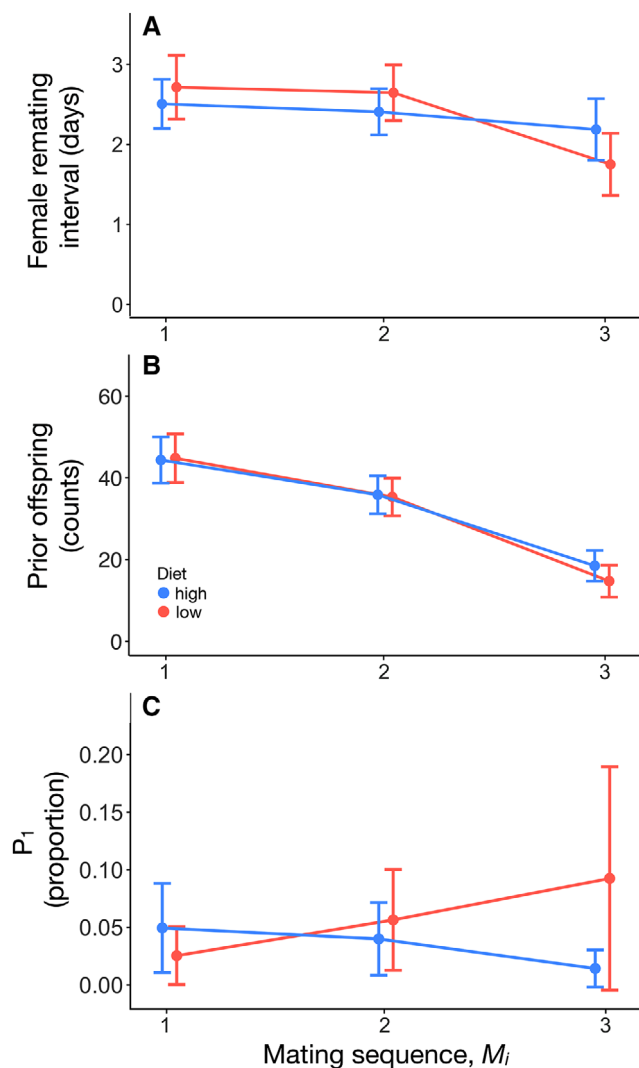 A
Female remating
interval (days)
3
2
1
0
1 2 3
B
Prior offspring
(counts)
60
40
20
0
Diet
high
low
1 2 3
C
P1
(proportion)
0.20
0.15
0.10
0.05
0.00
1 2 3
Mating sequence, Mi